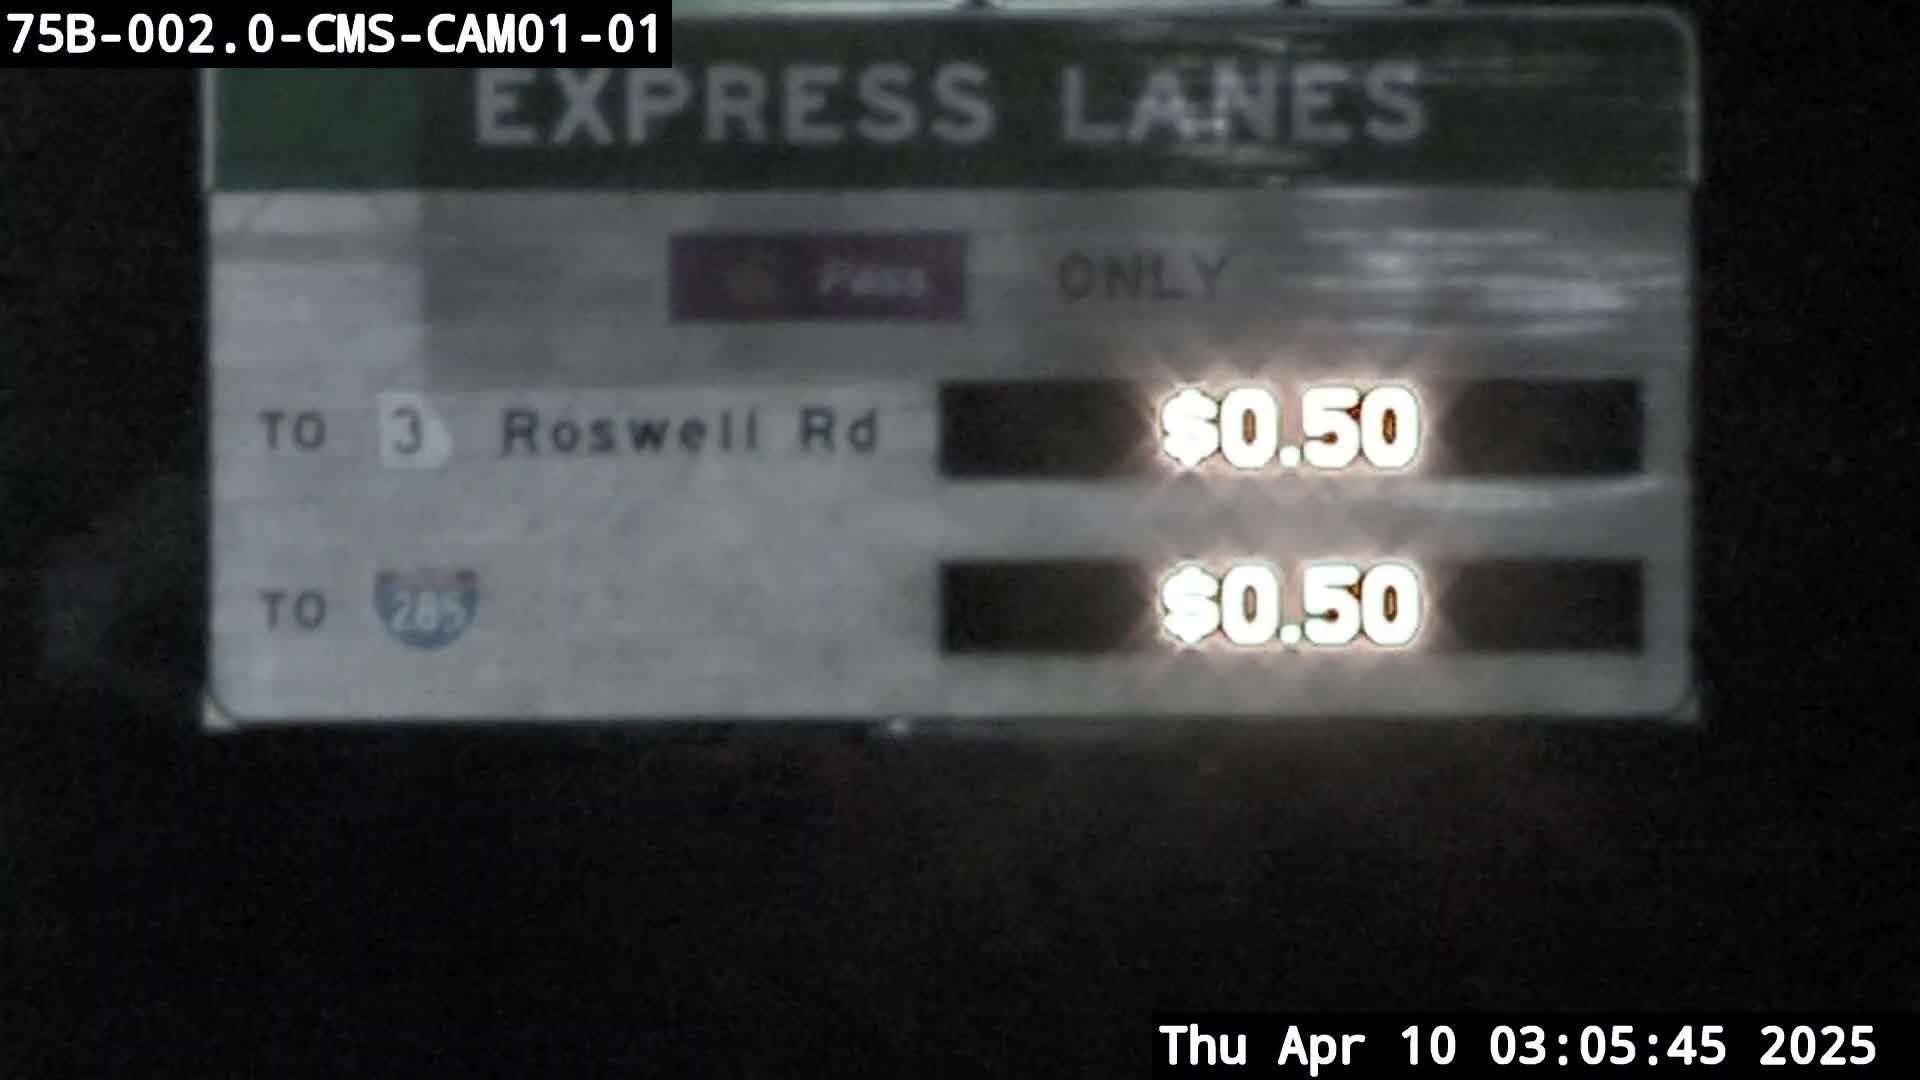 75B-002.0-CMS-CAM01-01
EXPRESS LANES
Pass ONLY
TO 3 Roswell Rd $0.50
TO 285 $0.50
Thu Apr 10 03:05:45 2025